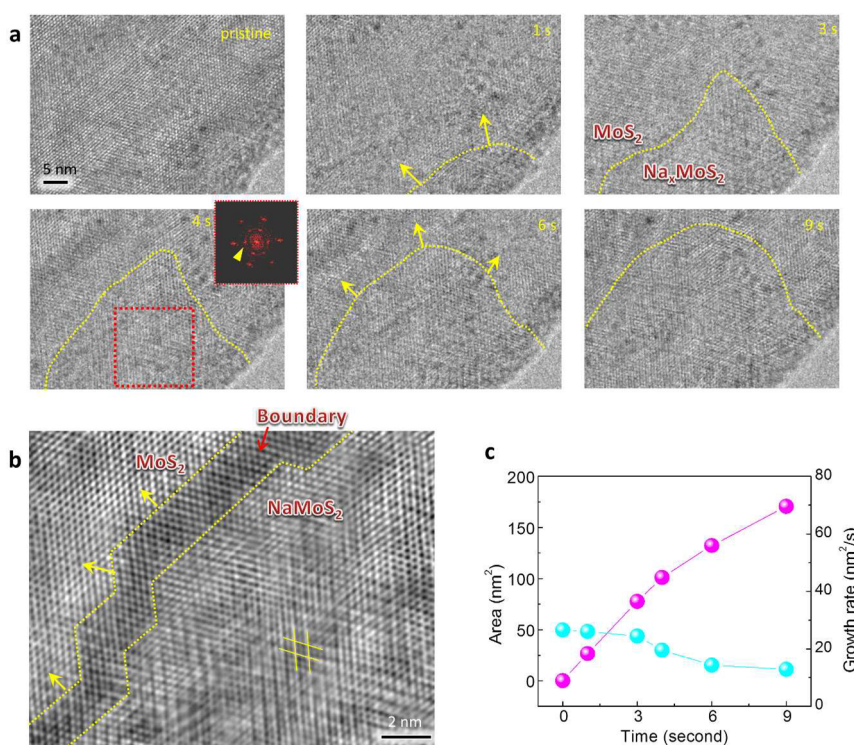 a
pristine
1 s
3 s
5 nm
MoS₂
NaₓMoS₂
4 s
6 s
9 s
Boundary
b
MoS₂
NaMoS₂
2 nm
c
200
150
100
50
0
Area (nm²)
80
60
40
20
0
Growth rate (nm²/s)
0 3 6 9
Time (second)